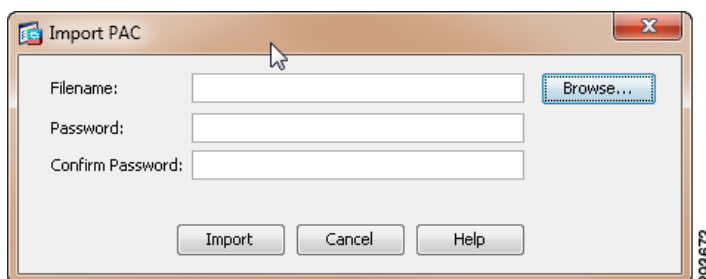 Import PAC
Filename:
Browse...
Password:
Confirm Password:
Import
Cancel
Help